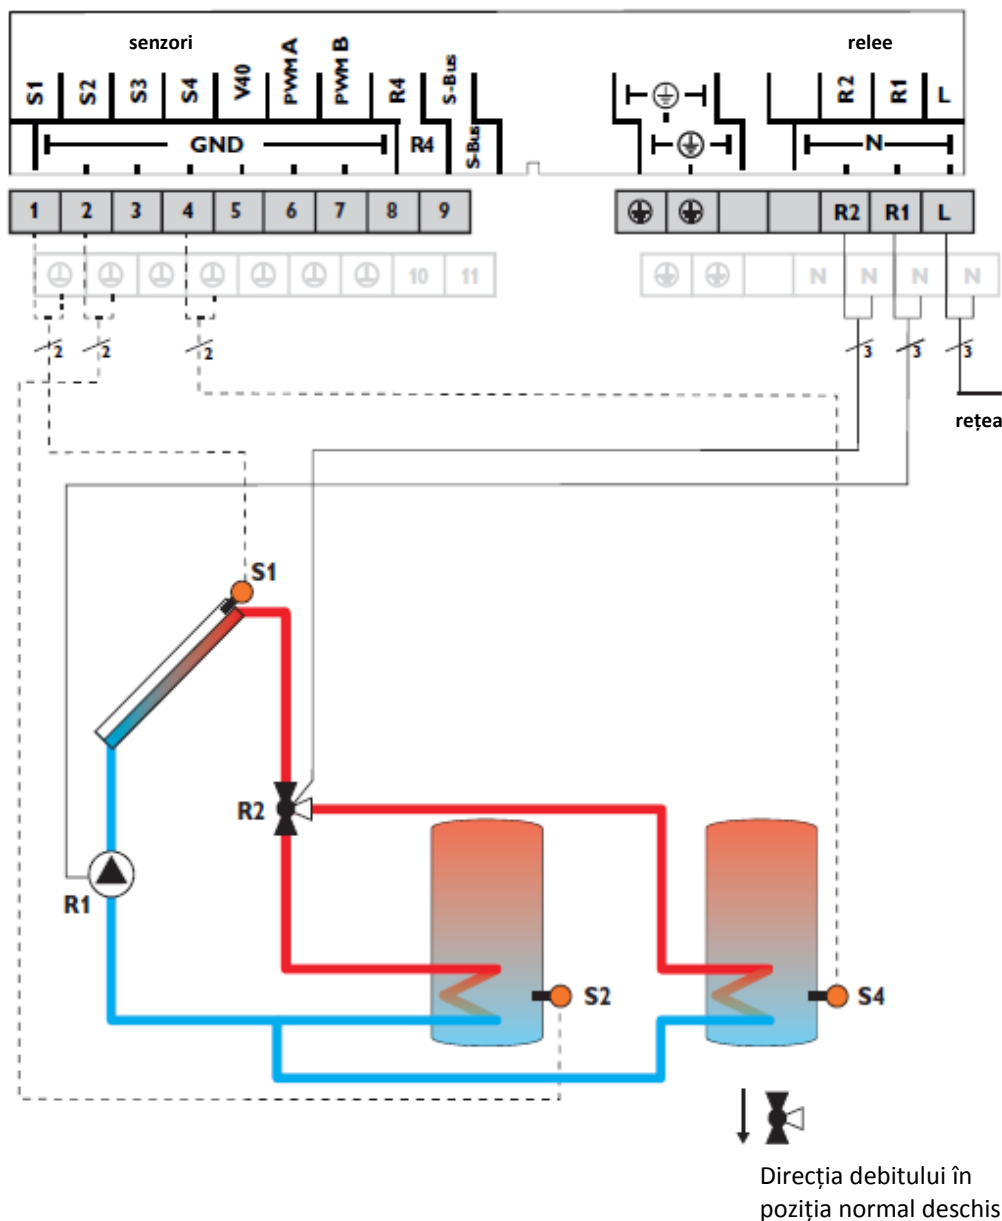 senzori
relee
S1 S2 S3 S4 V40 PWM A PWM B R4 S-Bus
R2 R1 L
GND R4 S-Bus
N
1 2 3 4 5 6 7 8 9
R2 R1 L
10 11
N N N N
2 2 2
3 3 3
rețea
S1
R2
R1
S2
S4
Direcția debitului în
poziția normal deschis